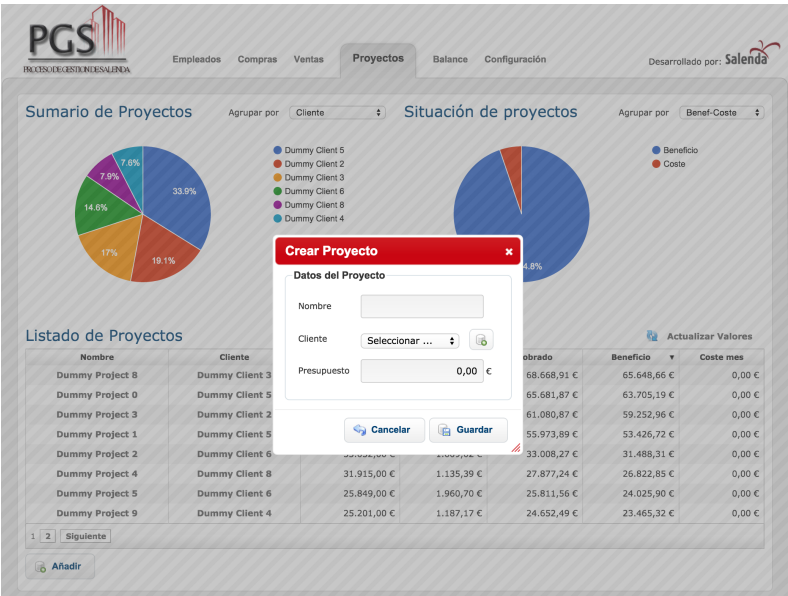 PGS
PROCESO DE GESTION DE SALENDA
Empleados Compras Ventas Proyectos Balance Configuración
Desarrollado por: Salenda
Sumario de Proyectos
Agrupar por Cliente
Situación de proyectos
Agrupar por Benef-Coste
Dummy Client 5
Dummy Client 2
Dummy Client 3
Dummy Client 6
Dummy Client 8
Dummy Client 4
33.9%
19.1%
17%
14.6%
7.9%
7.6%
Beneficio
Coste
4.8%
Crear Proyecto
Datos del Proyecto
Nombre
Cliente Seleccionar ...
Presupuesto 0,00 €
Cancelar Guardar
Listado de Proyectos
Actualizar Valores
Nombre Cliente obrado Beneficio Coste mes
Dummy Project 8 Dummy Client 3 68.668,91 € 65.648,66 € 0,00 €
Dummy Project 0 Dummy Client 5 65.681,87 € 63.705,19 € 0,00 €
Dummy Project 3 Dummy Client 2 61.080,87 € 59.252,96 € 0,00 €
Dummy Project 1 Dummy Client 5 55.973,89 € 53.426,72 € 0,00 €
Dummy Project 2 Dummy Client 6 33.008,27 € 31.488,31 € 0,00 €
Dummy Project 4 Dummy Client 8 31.915,00 € 1.135,39 € 27.877,24 € 26.822,85 € 0,00 €
Dummy Project 5 Dummy Client 6 25.849,00 € 1.960,70 € 25.811,56 € 24.025,90 € 0,00 €
Dummy Project 9 Dummy Client 4 25.201,00 € 1.187,17 € 24.652,49 € 23.465,32 € 0,00 €
1 2 Siguiente
Añadir